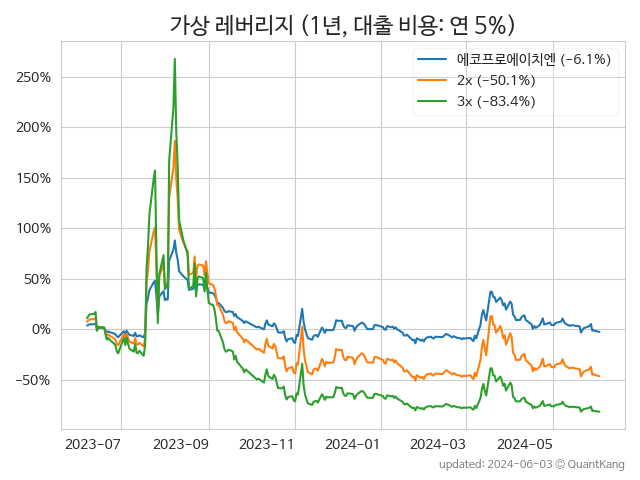 가상 레버리지 (1년, 대출 비용: 연 5%)
에코프로에이치엔 (−6.1%)
2x (−50.1%)
3x (−83.4%)
250%
200%
150%
100%
50%
0%
−50%
2023-07 2023-09 2023-11 2024-01 2024-03 2024-05
updated: 2024-06-03 © QuantKang